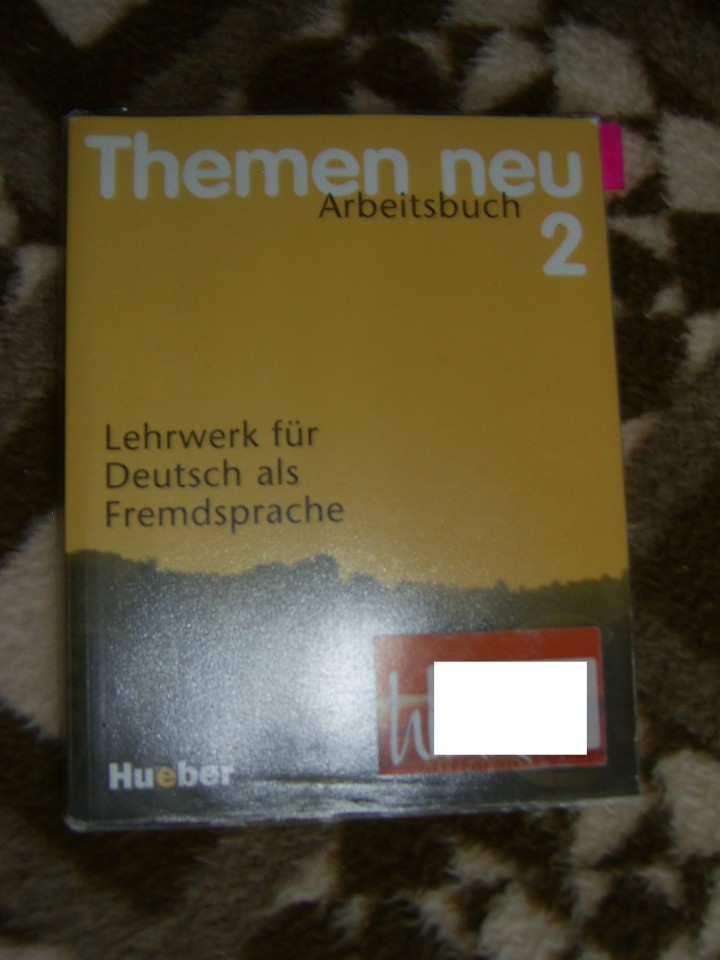 Themen neu
Arbeitsbuch
2
Lehrwerk für
Deutsch als
Fremdsprache
Hueber